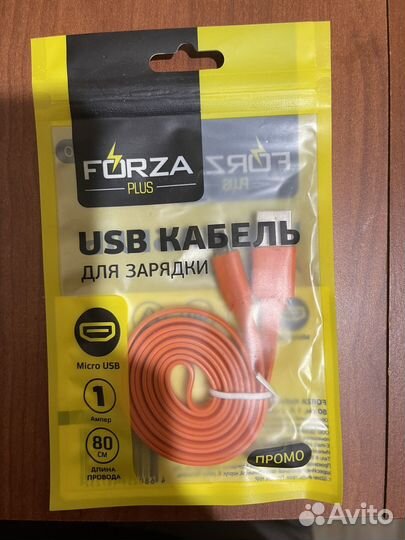 FORZA
PLUS
USB КАБЕЛЬ
ДЛЯ ЗАРЯДКИ
Micro USB
1
Ампер
80
СМ
ДЛИНА
ПРОВОДА
ПРОМО
Avito